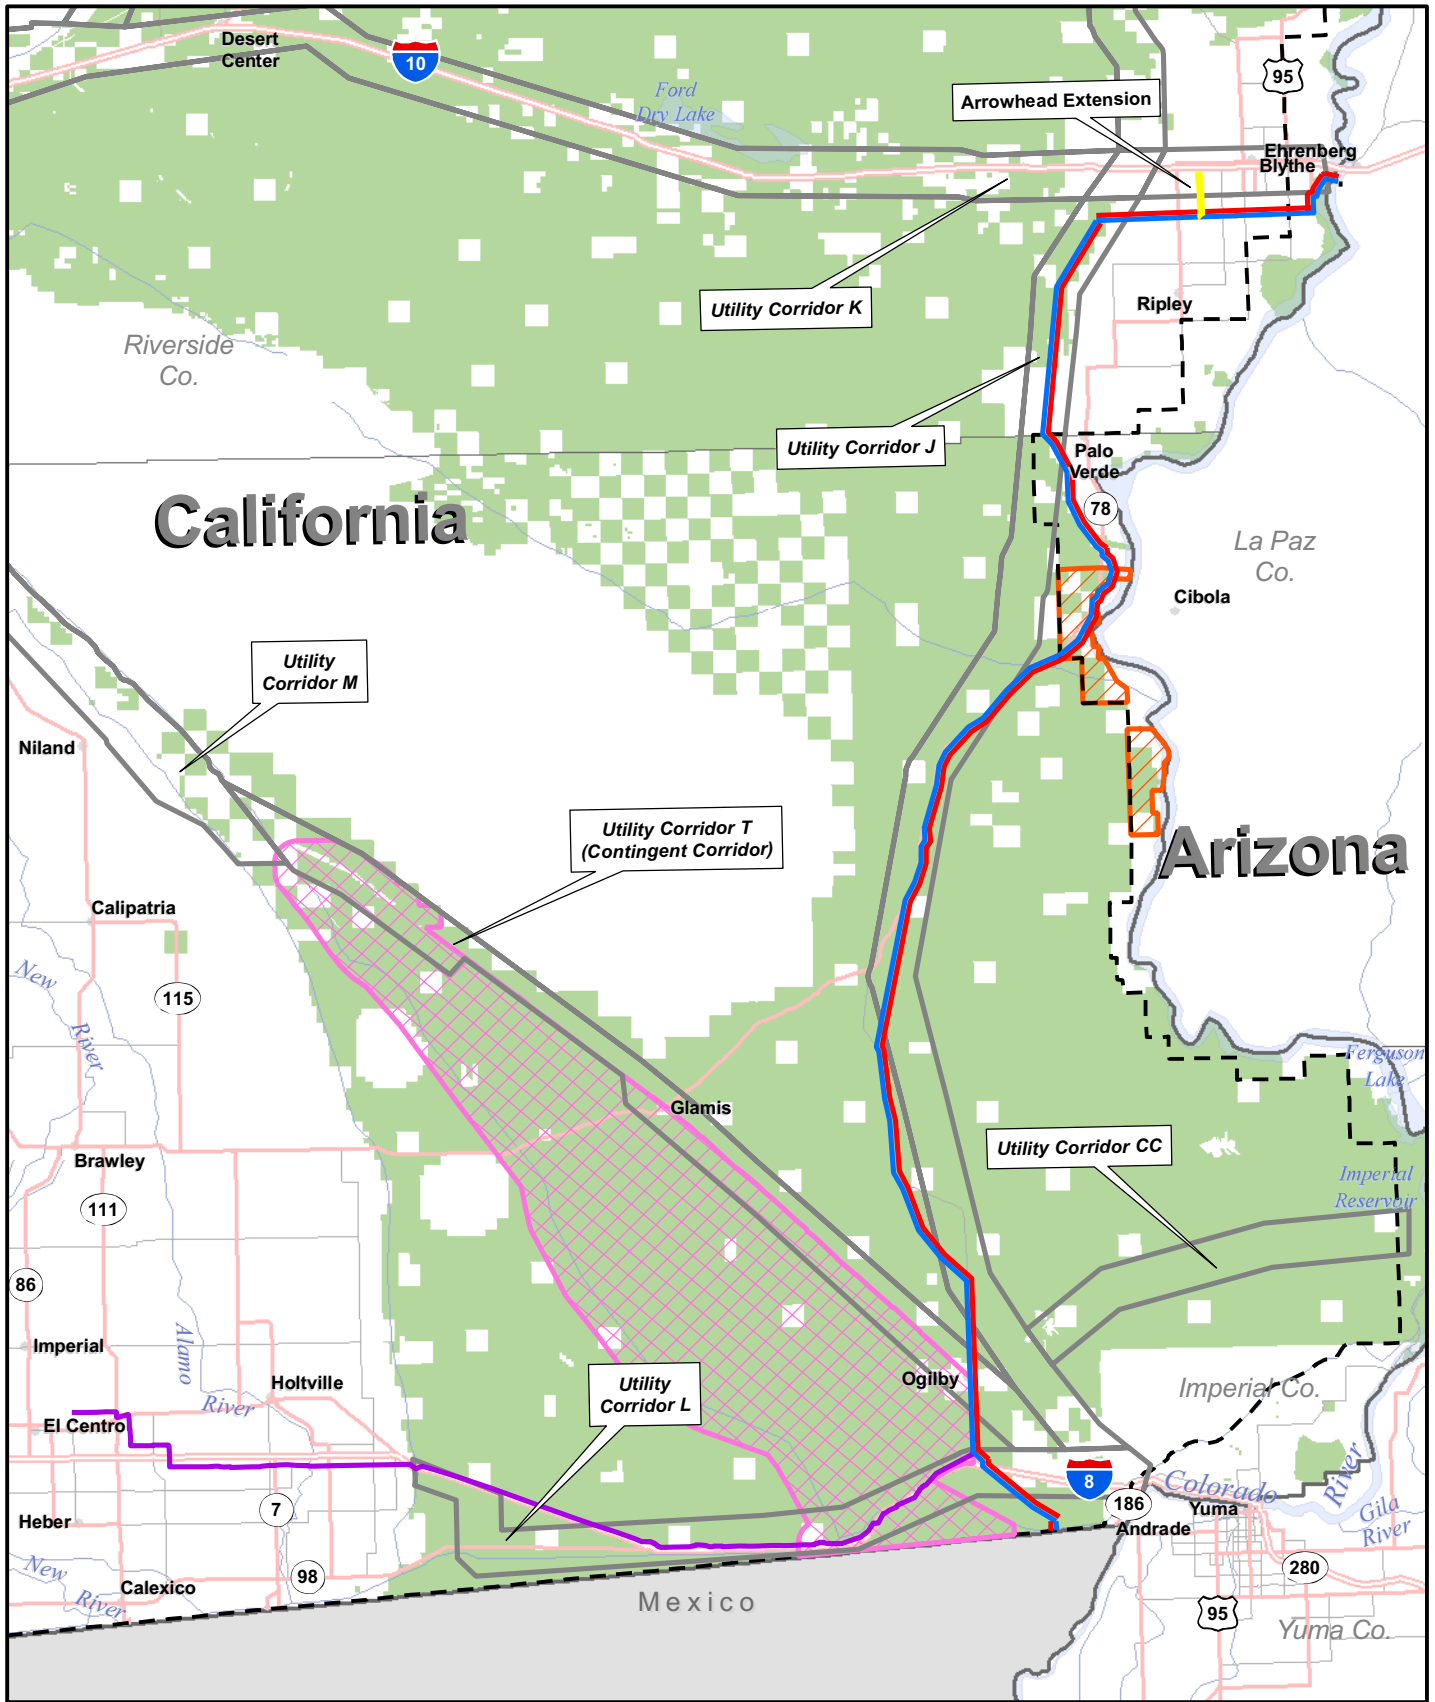 Desert
Center
10
95
Ford
Dry Lake
Arrowhead Extension
Ehrenberg
Blythe
Utility Corridor K
Ripley
Riverside
Co.
Utility Corridor J
Palo
Verde
California
78
La Paz
Co.
Cibola
Utility
Corridor M
Niland
Utility Corridor T
(Contingent Corridor)
Arizona
Calipatria
New
River
115
Ferguson
Lake
Glamis
Utility Corridor CC
Brawley
Imperial
Reservoir
111
86
Imperial
Alamo
River
Holtville
Ogilby
Utility
Corridor L
Imperial Co.
El Centro
8
Colorado
River
186
Yuma
Gila
River
Heber
7
Andrade
New
River
Calexico
98
280
Mexico
95
Yuma Co.